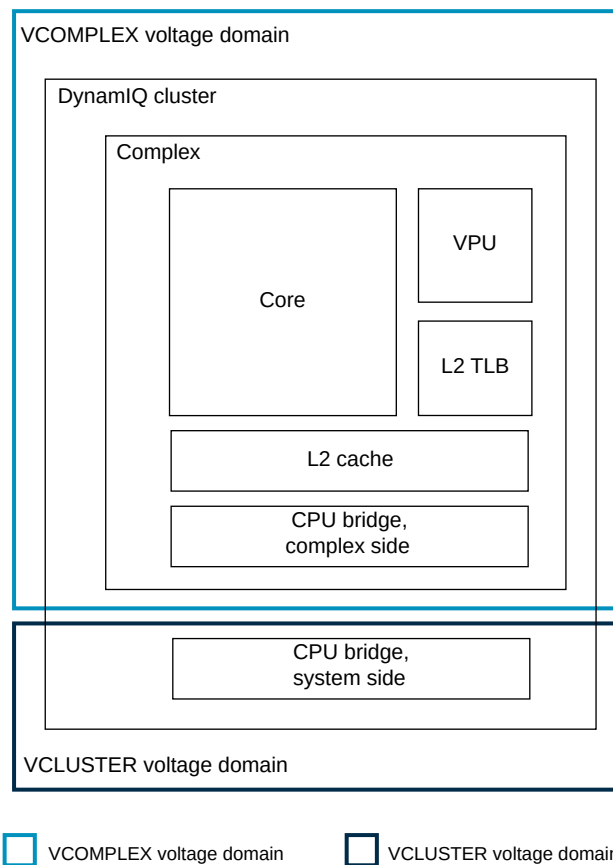 VCOMPLEX voltage domain
DynamIQ cluster
Complex
Core
VPU
L2 TLB
L2 cache
CPU bridge,
complex side
CPU bridge,
system side
VCLUSTER voltage domain
VCOMPLEX voltage domain
VCLUSTER voltage domain